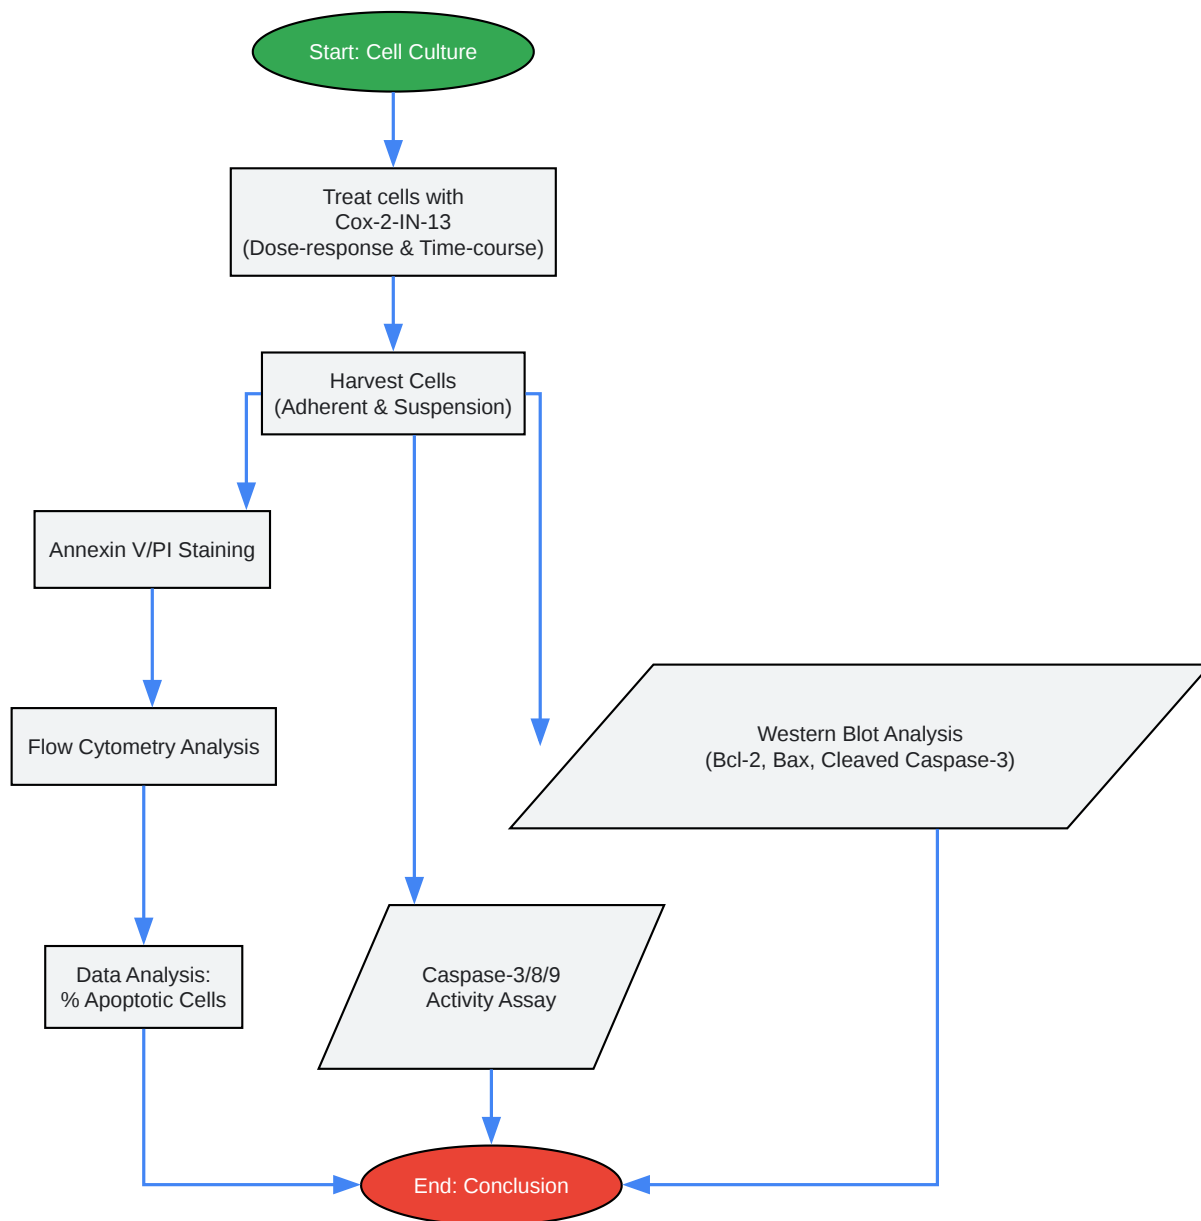 Start: Cell Culture
Treat cells with
Cox-2-IN-13
(Dose-response & Time-course)
Harvest Cells
(Adherent & Suspension)
Annexin V/PI Staining
Flow Cytometry Analysis
Western Blot Analysis
(Bcl-2, Bax, Cleaved Caspase-3)
Data Analysis:
% Apoptotic Cells
Caspase-3/8/9
Activity Assay
End: Conclusion